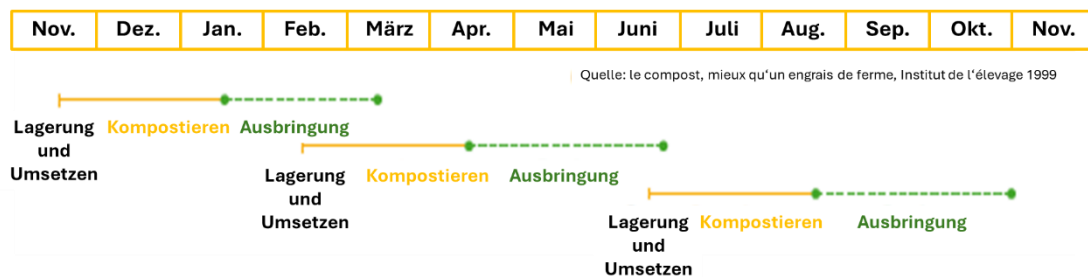 Nov. Dez. Jan. Feb. März Apr. Mai Juni Juli Aug. Sep. Okt. Nov.
Quelle: le compost, mieux qu‘un engrais de ferme, Institut de l‘élevage 1999
Lagerung
und
Umsetzen
Kompostieren
Ausbringung
Lagerung
und
Umsetzen
Kompostieren
Ausbringung
Lagerung
und
Umsetzen
Kompostieren
Ausbringung